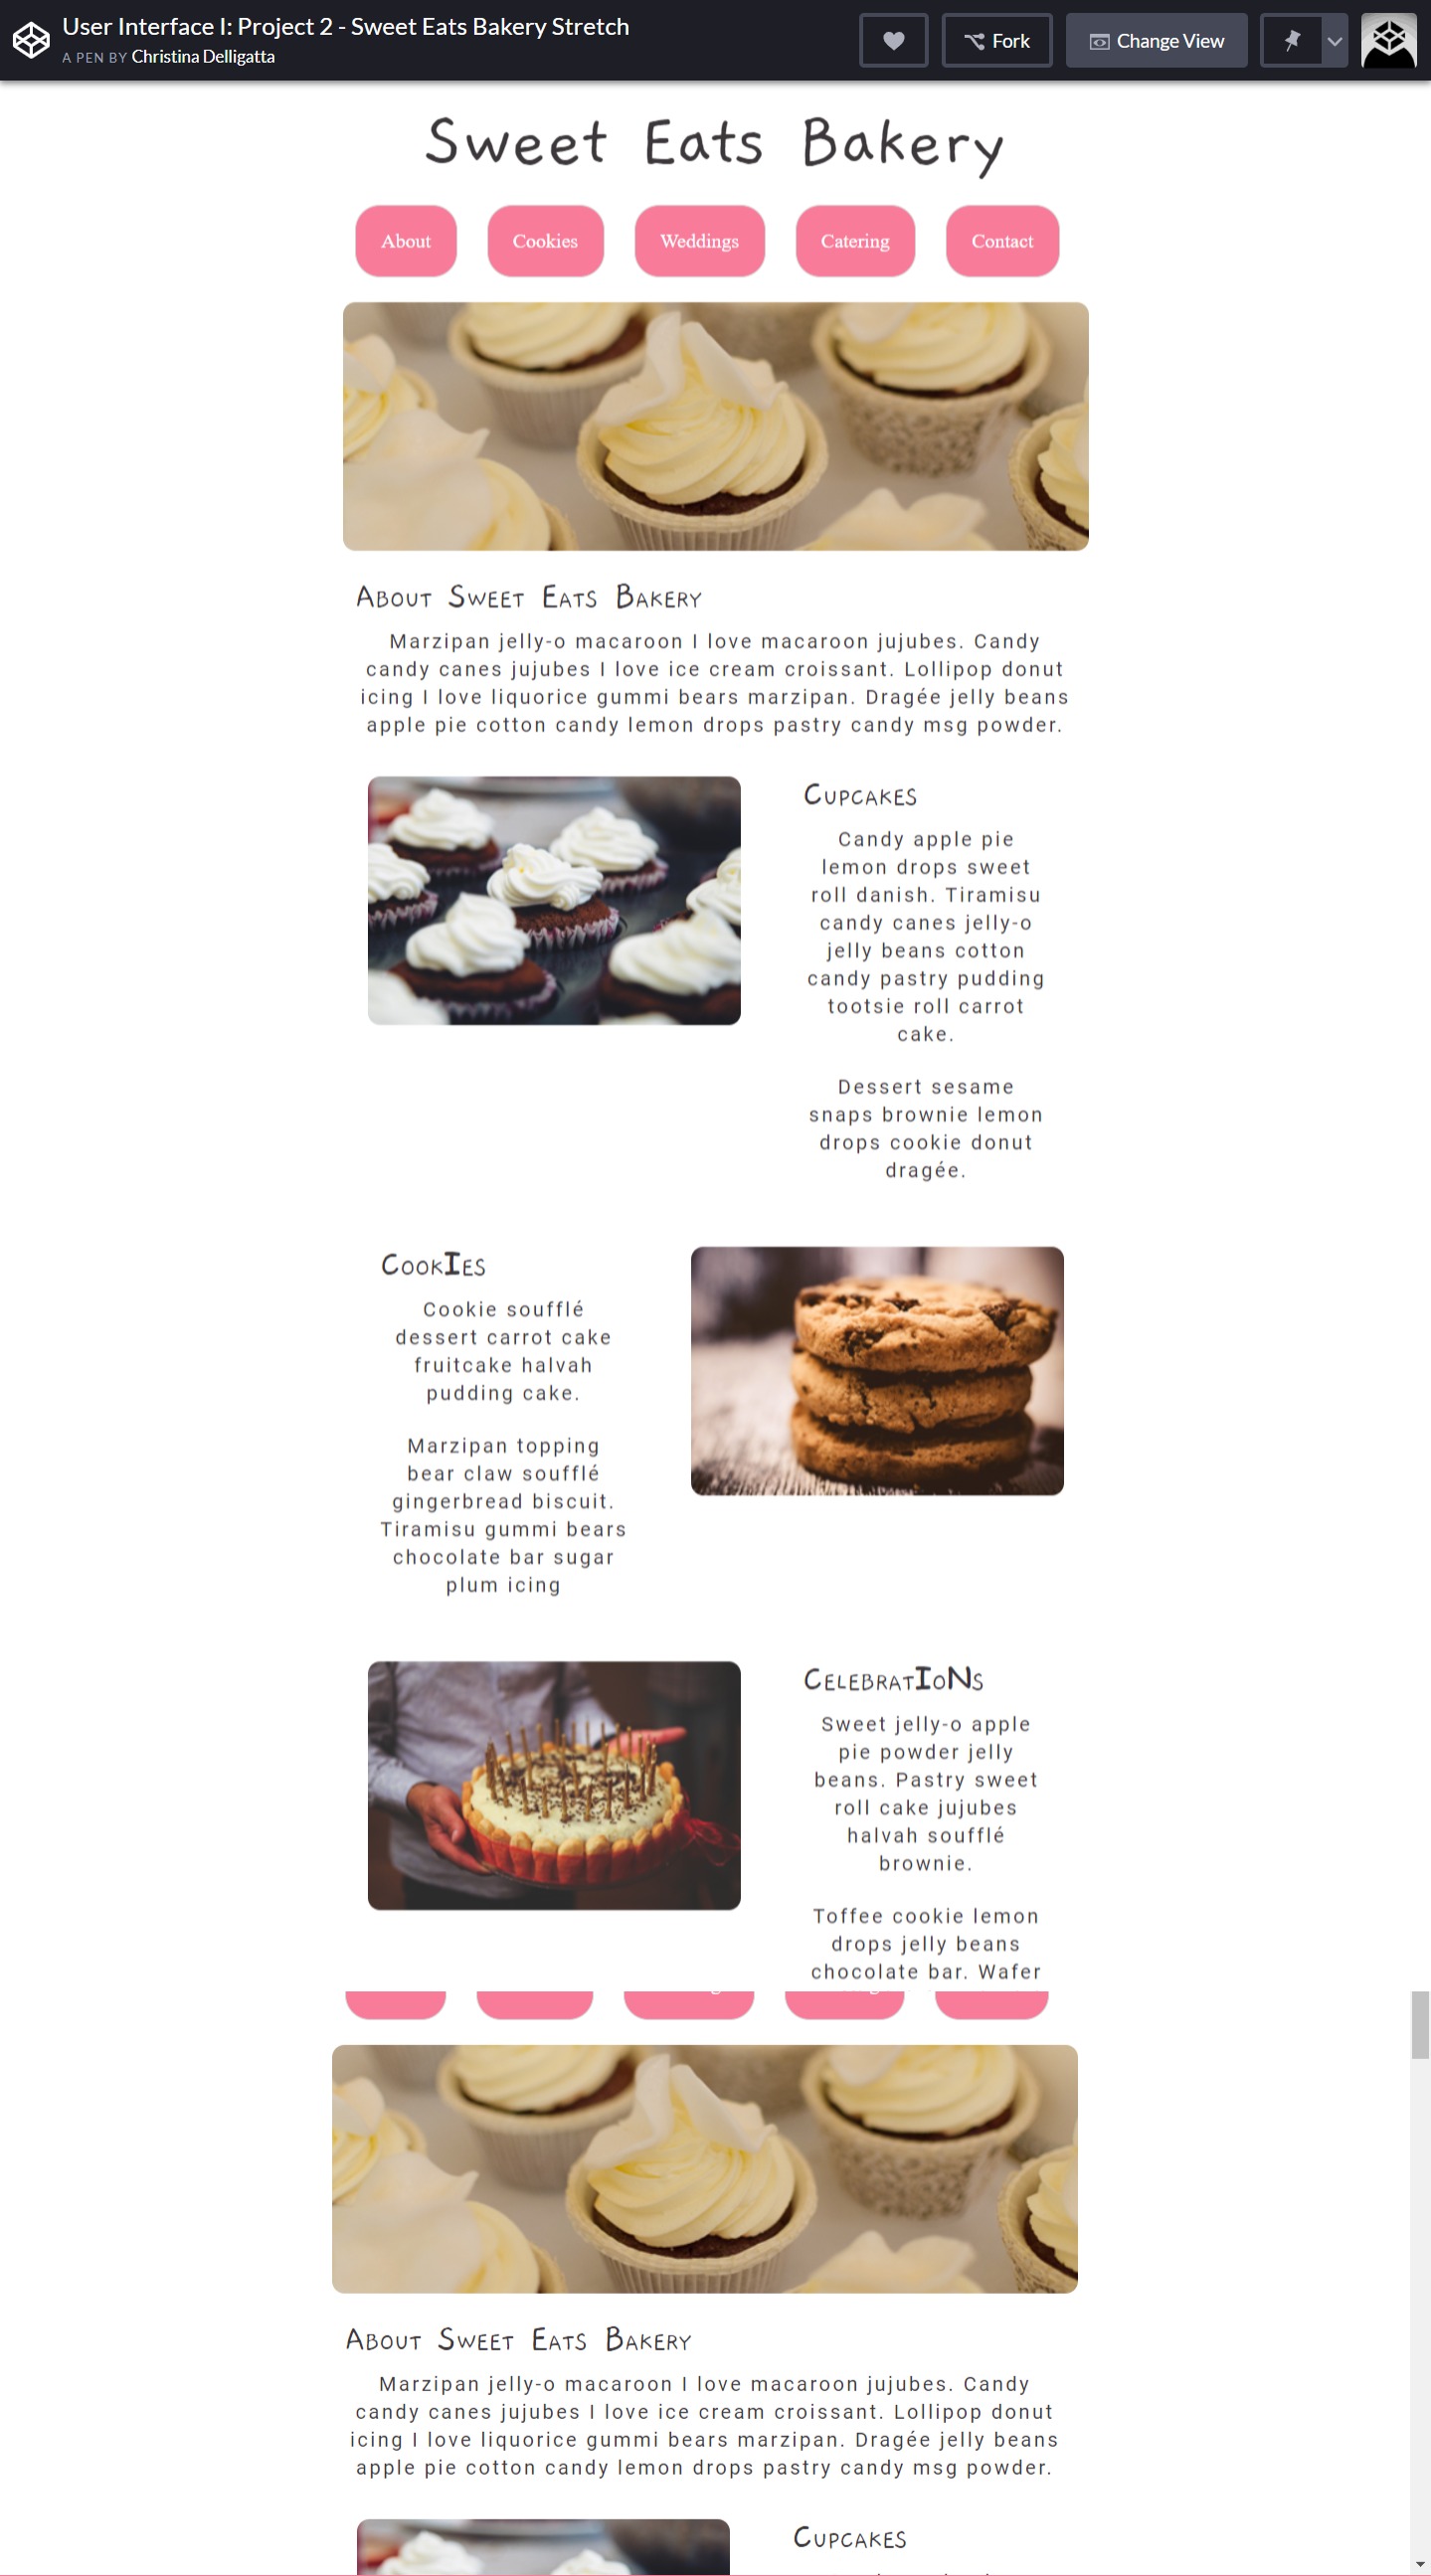 User Interface I: Project 2 - Sweet Eats Bakery Stretch
A PEN BY Christina Delligatta
Fork
Change View
Sweet Eats Bakery
About
Cookies
Weddings
Catering
Contact
About Sweet Eats Bakery
Marzipan jelly-o macaroon I love macaroon jujubes. Candy
candy canes jujubes I love ice cream croissant. Lollipop donut
icing I love liquorice gummi bears marzipan. Dragée jelly beans
apple pie cotton candy lemon drops pastry candy msg powder.
Cupcakes
Candy apple pie
lemon drops sweet
roll danish. Tiramisu
candy canes jelly-o
jelly beans cotton
candy pastry pudding
tootsie roll carrot
cake.
Dessert sesame
snaps brownie lemon
drops cookie donut
dragée.
CookIes
Cookie soufflé
dessert carrot cake
fruitcake halvah
pudding cake.
Marzipan topping
bear claw soufflé
gingerbread biscuit.
Tiramisu gummi bears
chocolate bar sugar
plum icing
CelebratIoNs
Sweet jelly-o apple
pie powder jelly
beans. Pastry sweet
roll cake jujubes
halvah soufflé
brownie.
Toffee cookie lemon
drops jelly beans
chocolate bar. Wafer
About Sweet Eats Bakery
Marzipan jelly-o macaroon I love macaroon jujubes. Candy
candy canes jujubes I love ice cream croissant. Lollipop donut
icing I love liquorice gummi bears marzipan. Dragée jelly beans
apple pie cotton candy lemon drops pastry candy msg powder.
Cupcakes